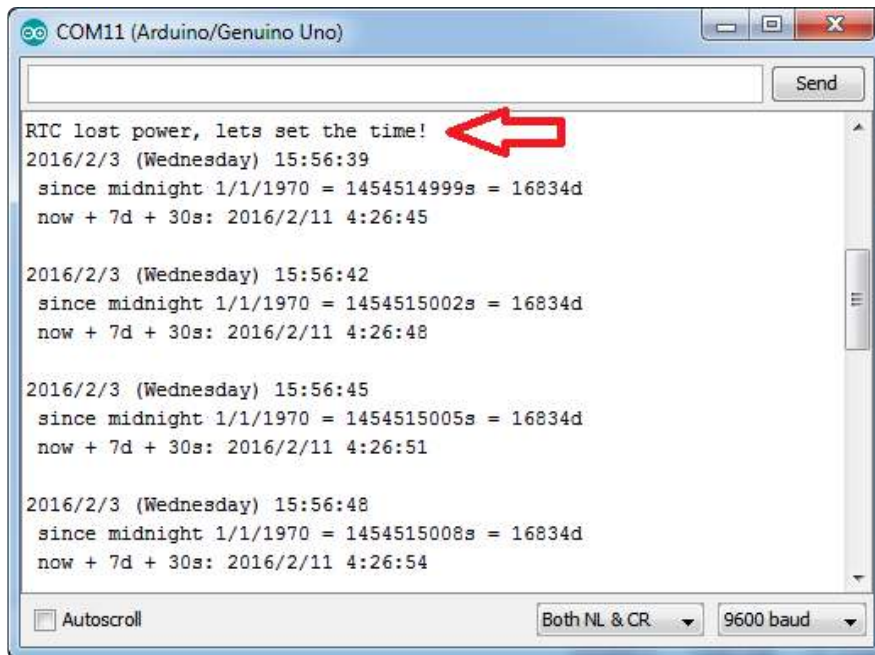 COM11 (Arduino/Genuino Uno)
Send
RTC lost power, lets set the time!
2016/2/3 (Wednesday) 15:56:39
since midnight 1/1/1970 = 1454514999s = 16834d
now + 7d + 30s: 2016/2/11 4:26:45
2016/2/3 (Wednesday) 15:56:42
since midnight 1/1/1970 = 1454515002s = 16834d
now + 7d + 30s: 2016/2/11 4:26:48
2016/2/3 (Wednesday) 15:56:45
since midnight 1/1/1970 = 1454515005s = 16834d
now + 7d + 30s: 2016/2/11 4:26:51
2016/2/3 (Wednesday) 15:56:48
since midnight 1/1/1970 = 1454515008s = 16834d
now + 7d + 30s: 2016/2/11 4:26:54
Autoscroll
Both NL & CR
9600 baud